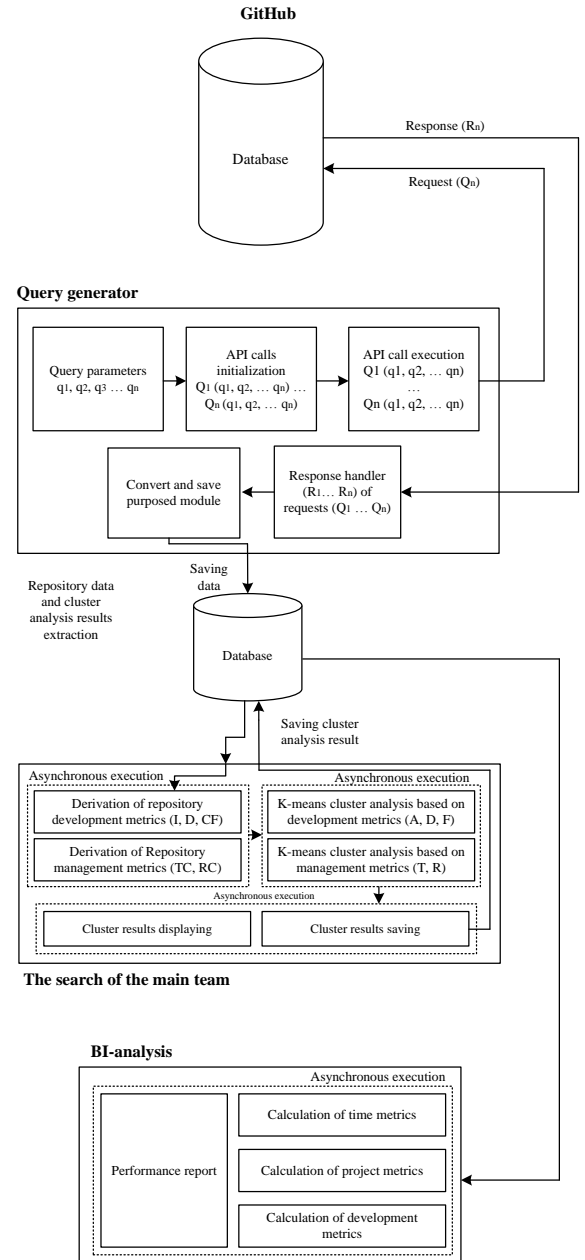 GitHub
Database
Response (Rn)
Request (Qn)
Query generator
Query parameters
q1, q2, q3 … qn
API calls
initialization
Q1 (q1, q2, … qn) …
Qn (q1, q2, … qn)
API call execution
Q1 (q1, q2, … qn)
…
Qn (q1, q2, … qn)
Convert and save
purposed module
Response handler
(R1… Rn) of
requests (Q1 … Qn)
Saving
data
Repository data
and cluster
analysis results
extraction
Database
Saving cluster
analysis result
Asynchronous execution
Derivation of repository
development metrics (I, D, CF)
Derivation of Repository
management metrics (TC, RC)
Asynchronous execution
K-means cluster analysis based on
development metrics (A, D, F)
K-means cluster analysis based on
management metrics (T, R)
Asynchronous execution
Cluster results displaying
Cluster results saving
The search of the main team
BI-analysis
Asynchronous execution
Performance report
Calculation of time metrics
Calculation of project metrics
Calculation of development
metrics